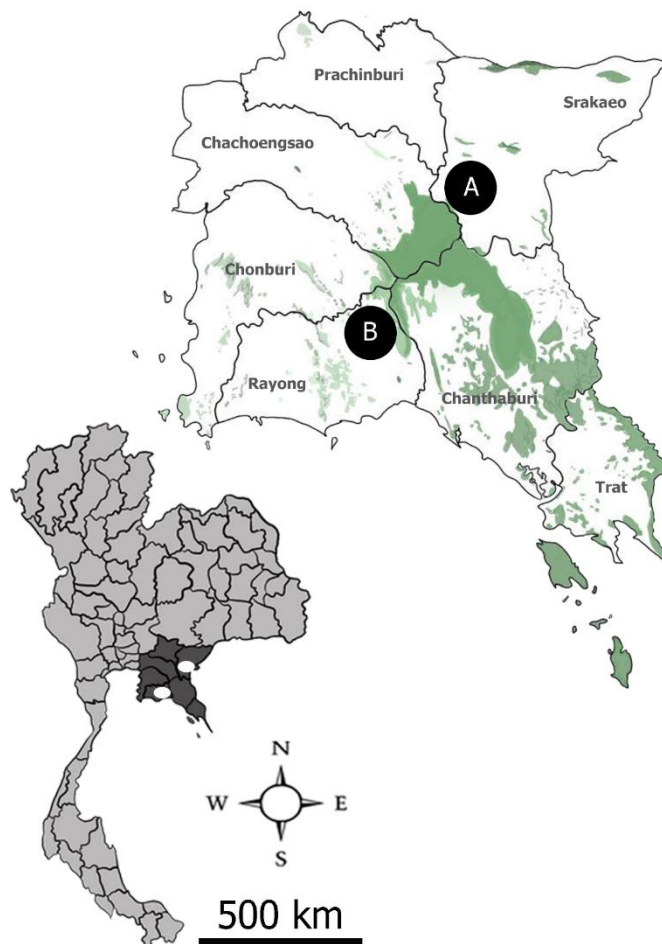 Prachinburi
Srakaeo
Chachoengsao
A
Chonburi
B
Rayong
Chanthaburi
Trat
N
W E
S
500 km